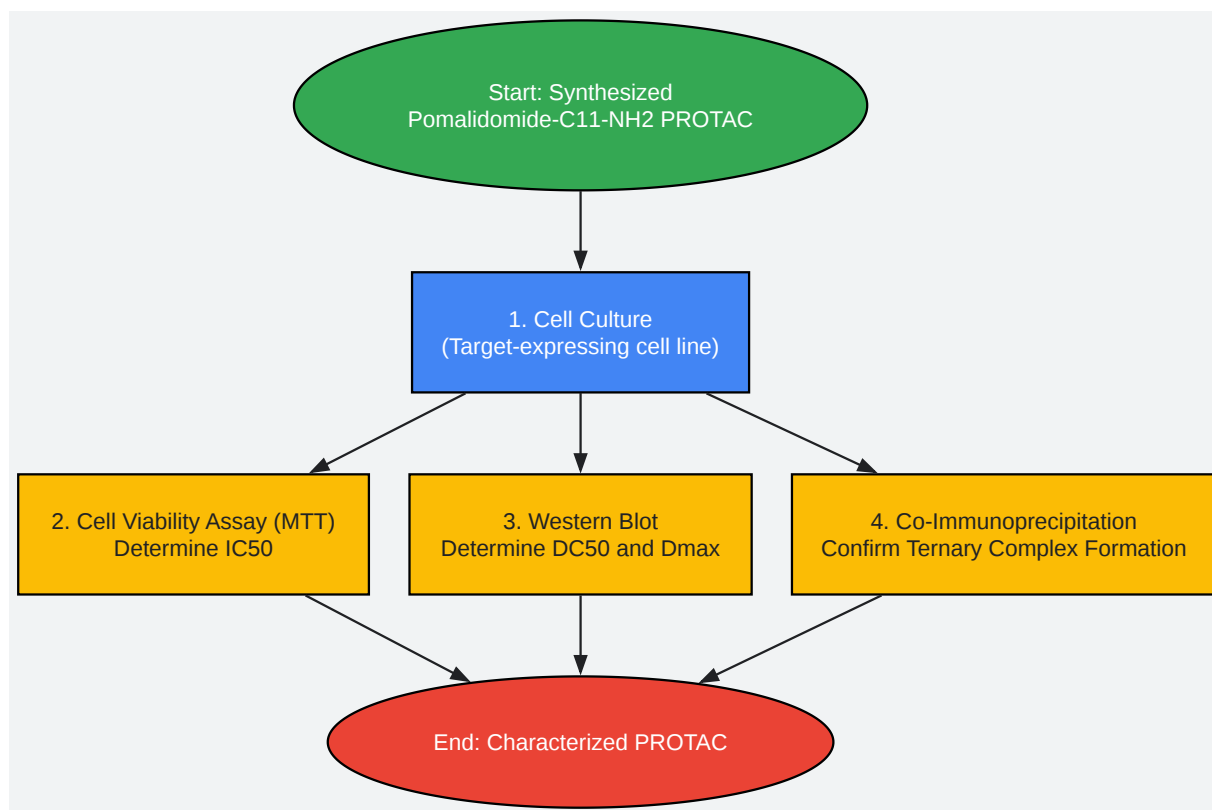 Start: Synthesized
Pomalidomide-C11-NH2 PROTAC
1. Cell Culture
(Target-expressing cell line)
2. Cell Viability Assay (MTT)
Determine IC50
3. Western Blot
Determine DC50 and Dmax
4. Co-Immunoprecipitation
Confirm Ternary Complex Formation
End: Characterized PROTAC